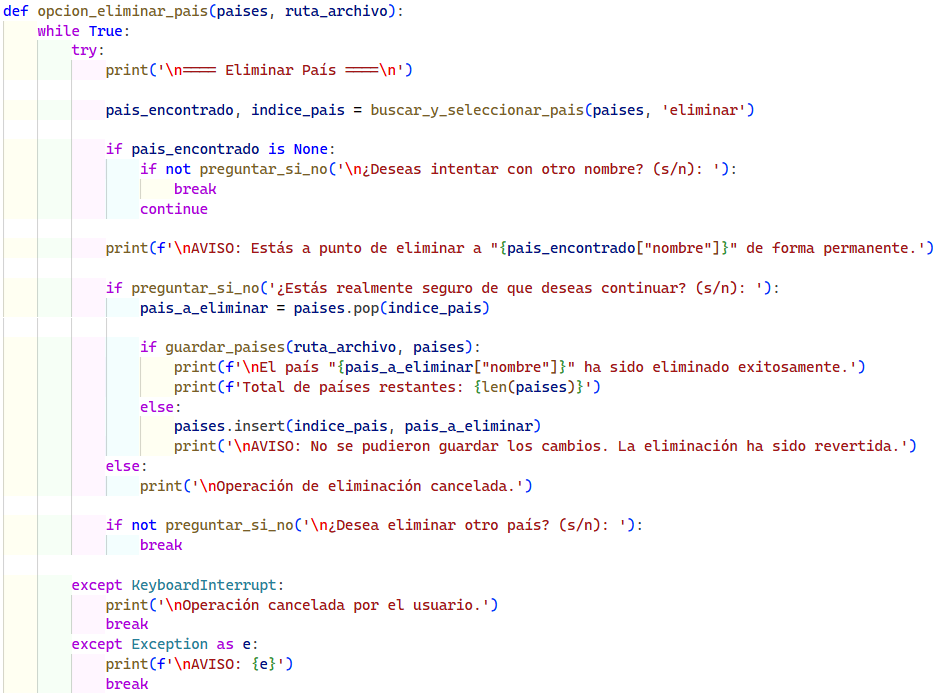 def opcion_eliminar_pais(paises, ruta_archivo):
    while True:
        try:
            print('\n==== Eliminar País ====\n')

            pais_encontrado, indice_pais = buscar_y_seleccionar_pais(paises, 'eliminar')

            if pais_encontrado is None:
                if not preguntar_si_no('\n¿Deseas intentar con otro nombre? (s/n): '):
                    break
                continue

            print(f'\nAVISO: Estás a punto de eliminar a "{pais_encontrado["nombre"]}" de forma permanente.')

            if preguntar_si_no('¿Estás realmente seguro de que deseas continuar? (s/n): '):
                pais_a_eliminar = paises.pop(indice_pais)

                if guardar_paises(ruta_archivo, paises):
                    print(f'\nEl país "{pais_a_eliminar["nombre"]}" ha sido eliminado exitosamente.')
                    print(f'Total de países restantes: {len(paises)}')
                else:
                    paises.insert(indice_pais, pais_a_eliminar)
                    print('\nAVISO: No se pudieron guardar los cambios. La eliminación ha sido revertida.')
            else:
                print('\nOperación de eliminación cancelada.')

            if not preguntar_si_no('\n¿Desea eliminar otro país? (s/n): '):
                break

        except KeyboardInterrupt:
            print('\nOperación cancelada por el usuario.')
            break
        except Exception as e:
            print(f'\nAVISO: {e}')
            break